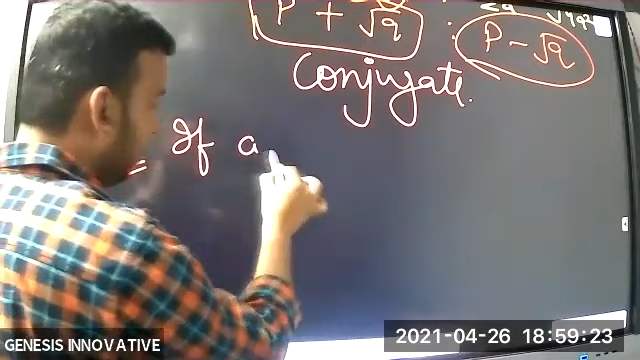 P + √q : P - √q
Conjugate.
= If a
GENESIS INNOVATIVE
2021-04-26 18:59:23